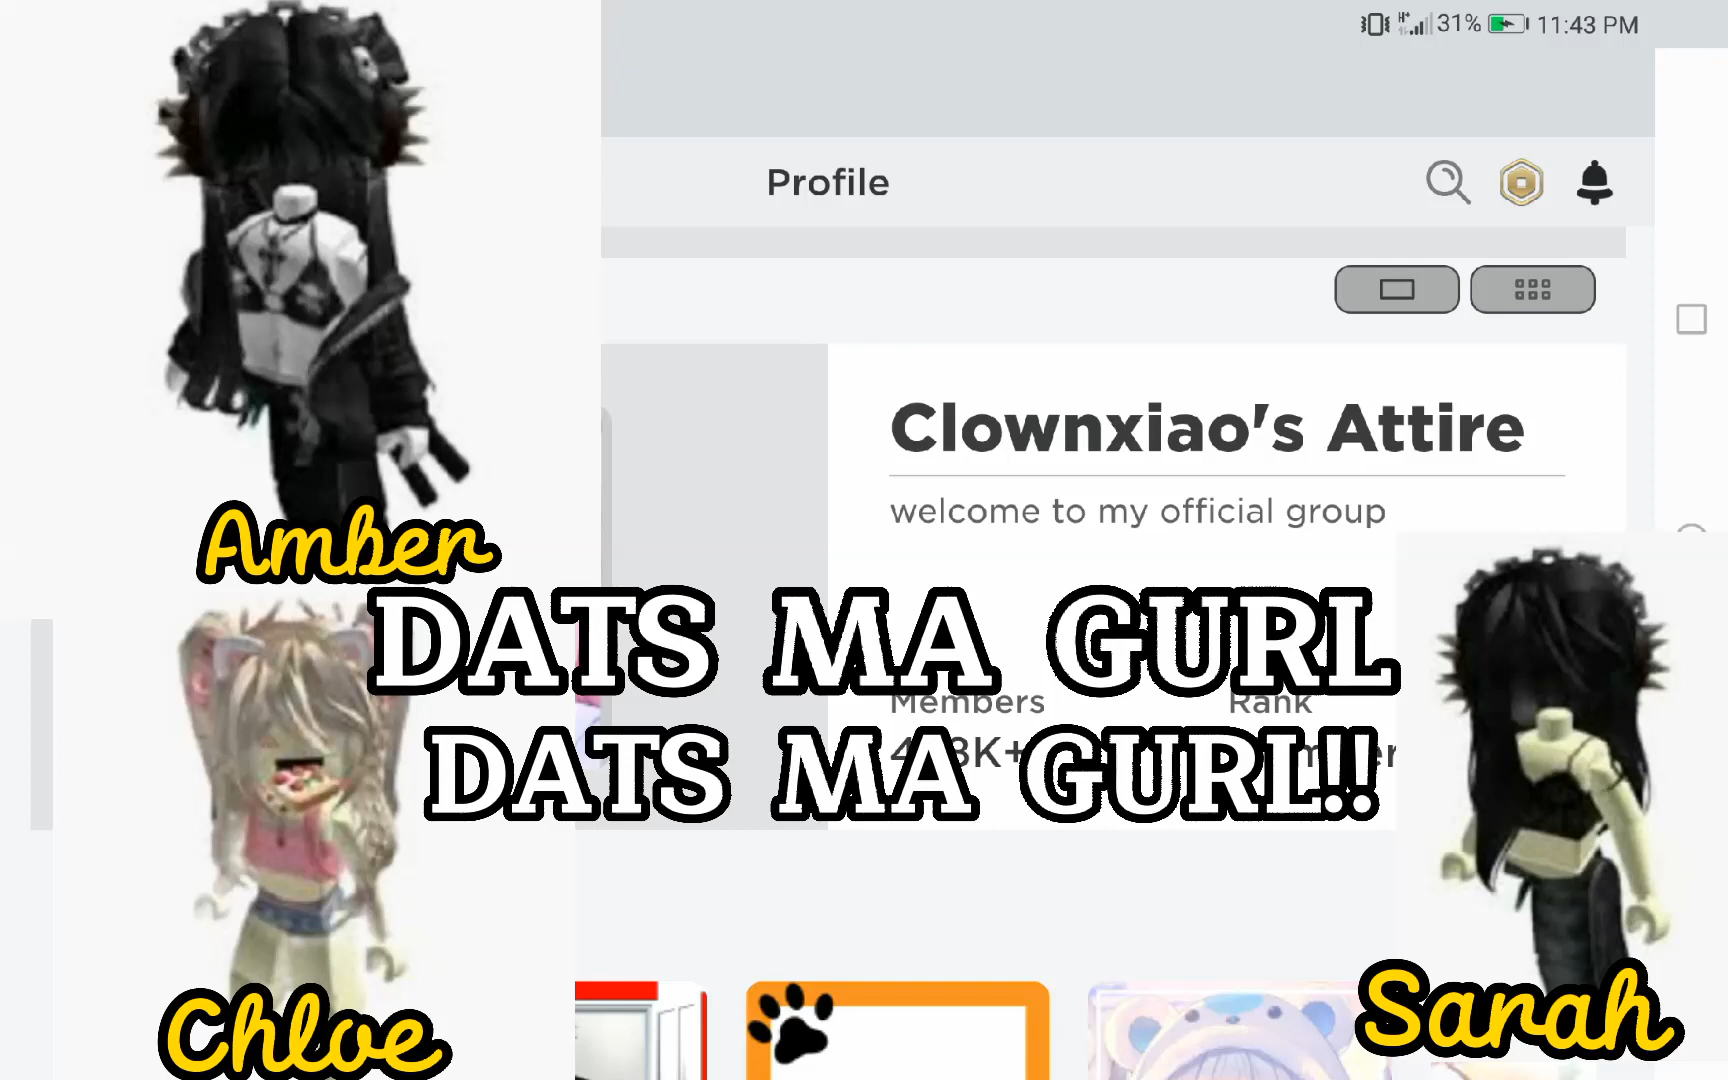 31% 11:43 PM
Profile
Clownxiao's Attire
welcome to my official group
Amber
DATS MA GURL
Members Rank
DATS MA GURL!!
Chloe
Sarah